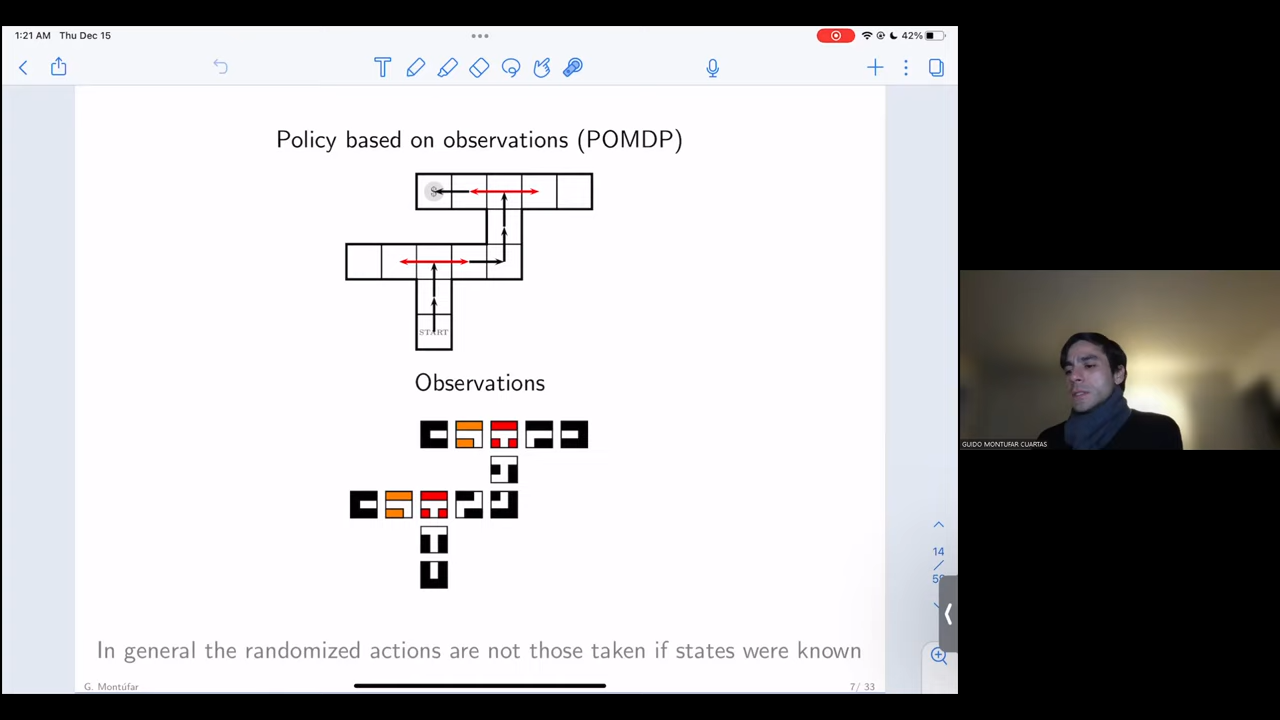 1:21 AM Thu Dec 15
42%
Policy based on observations (POMDP)
$
START
Observations
14
/
In general the randomized actions are not those taken if states were known
G. Montúfar
7/ 33
GUIDO MONTUFAR CUARTAS